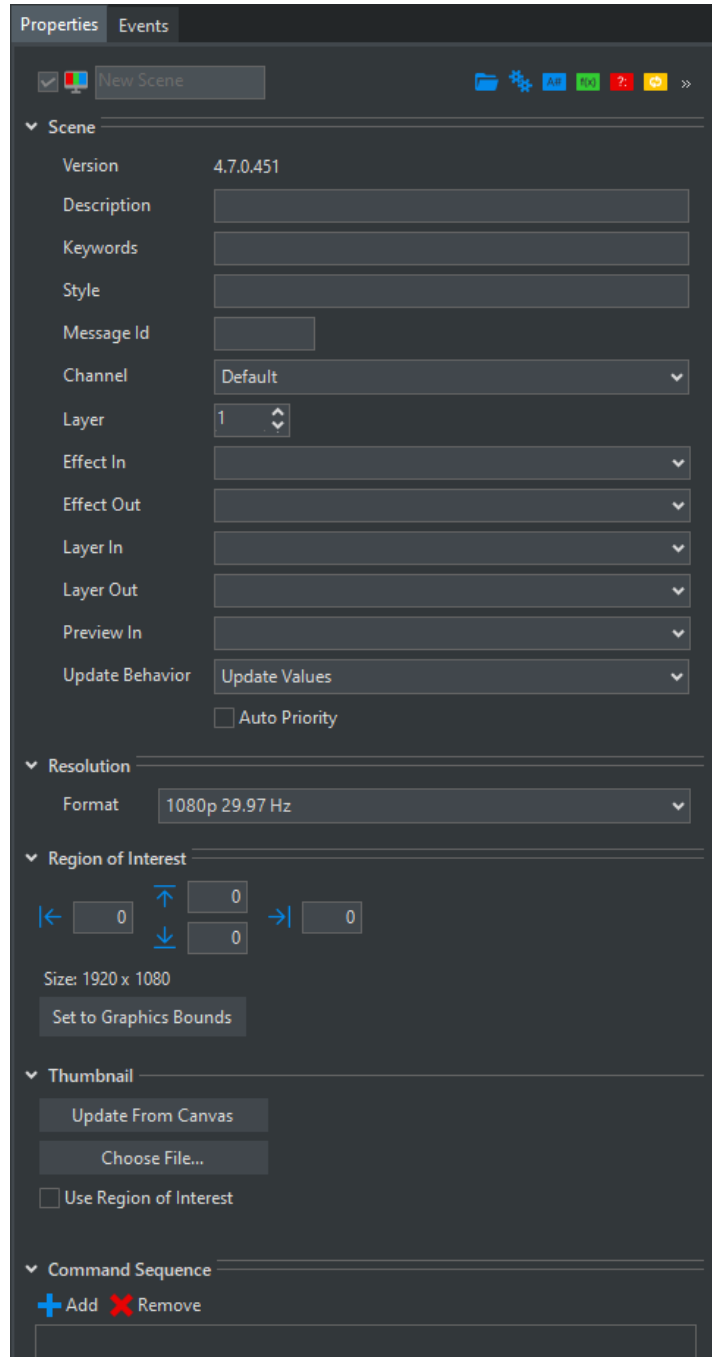 Properties Events
New Scene A# f(x) ?: »
Scene
Version 4.7.0.451
Description
Keywords
Style
Message Id
Channel Default
Layer 1
Effect In
Effect Out
Layer In
Layer Out
Preview In
Update Behavior Update Values
Auto Priority
Resolution
Format 1080p 29.97 Hz
Region of Interest
0
0 0
0
Size: 1920 x 1080
Set to Graphics Bounds
Thumbnail
Update From Canvas
Choose File...
Use Region of Interest
Command Sequence
Add Remove